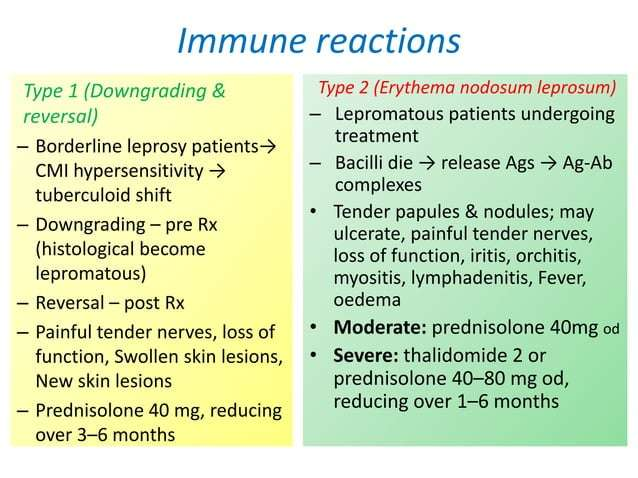 Immune reactions
Type 1 (Downgrading &
reversal)
– Borderline leprosy patients→
CMI hypersensitivity →
tuberculoid shift
– Downgrading – pre Rx
(histological become
lepromatous)
– Reversal – post Rx
– Painful tender nerves, loss of
function, Swollen skin lesions,
New skin lesions
– Prednisolone 40 mg, reducing
over 3–6 months
Type 2 (Erythema nodosum leprosum)
– Lepromatous patients undergoing
treatment
– Bacilli die → release Ags → Ag-Ab
complexes
• Tender papules & nodules; may
ulcerate, painful tender nerves,
loss of function, iritis, orchitis,
myositis, lymphadenitis, Fever,
oedema
• Moderate: prednisolone 40mg od
• Severe: thalidomide 2 or
prednisolone 40–80 mg od,
reducing over 1–6 months